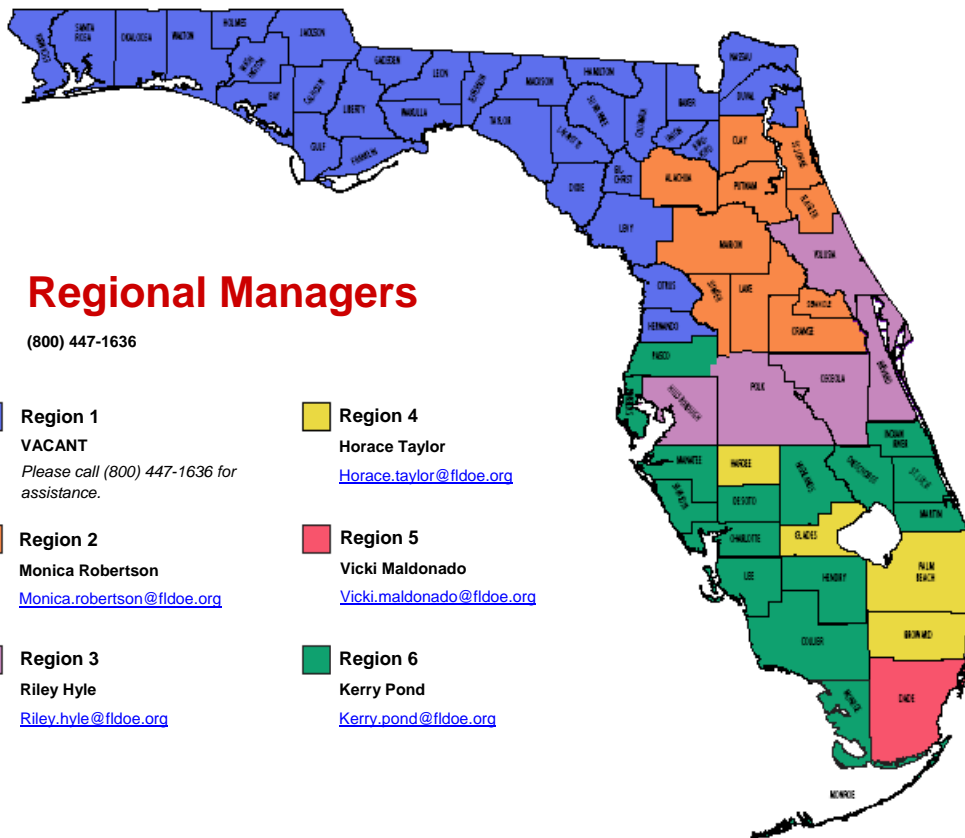 ESCAMBIA
SANTA ROSA
OKALOOSA
WALTON
HOLMES
JACKSON
WASHINGTON
BAY
CALHOUN
GULF
LIBERTY
GADSDEN
LEON
WAKULLA
FRANKLIN
JEFFERSON
MADISON
TAYLOR
HAMILTON
SUWANNEE
LAFAYETTE
DIXIE
COLUMBIA
BAKER
UNION
BRADFORD
GIL
CHRIST
LEVY
NASSAU
DUVAL
CLAY
ST JOHNS
ALACHUA
PUTNAM
FLAGLER
MARION
VOLUSIA
CITRUS
SUMTER
LAKE
SEMINOLE
ORANGE
HERNANDO
PASCO
PINELLAS
HILLSBOROUGH
POLK
OSCEOLA
BREVARD
INDIAN
RIVER
MANATEE
HARDEE
HIGHLANDS
OKEECHOBEE
ST. LUCIE
SARASOTA
DESOTO
MARTIN
CHARLOTTE
GLADES
PALM
BEACH
LEE
HENDRY
BROWARD
COLLIER
MONROE
DADE
MONROE
Regional Managers
(800) 447-1636
Region 1
VACANT
Please call (800) 447-1636 for
assistance.
Region 2
Monica Robertson
Monica.robertson@fldoe.org
Region 3
Riley Hyle
Riley.hyle@fldoe.org
Region 4
Horace Taylor
Horace.taylor@fldoe.org
Region 5
Vicki Maldonado
Vicki.maldonado@fldoe.org
Region 6
Kerry Pond
Kerry.pond@fldoe.org